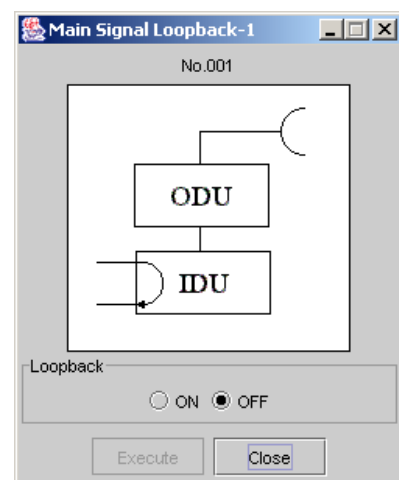 Main Signal Loopback-1
No.001
ODU
IDU
Loopback
ON OFF
Execute Close